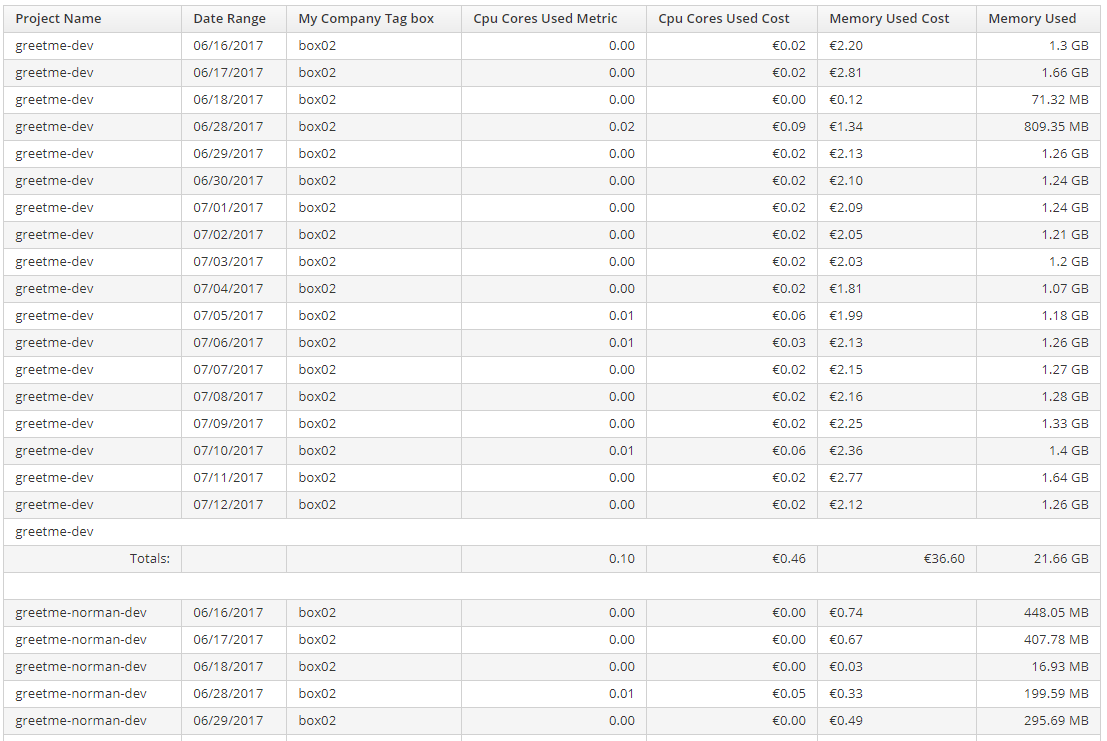 Project Name Date Range My Company Tag box Cpu Cores Used Metric Cpu Cores Used Cost Memory Used Cost Memory Used
greetme-dev 06/16/2017 box02 0.00 €0.02 €2.20 1.3 GB
greetme-dev 06/17/2017 box02 0.00 €0.02 €2.81 1.66 GB
greetme-dev 06/18/2017 box02 0.00 €0.00 €0.12 71.32 MB
greetme-dev 06/28/2017 box02 0.02 €0.09 €1.34 809.35 MB
greetme-dev 06/29/2017 box02 0.00 €0.02 €2.13 1.26 GB
greetme-dev 06/30/2017 box02 0.00 €0.02 €2.10 1.24 GB
greetme-dev 07/01/2017 box02 0.00 €0.02 €2.09 1.24 GB
greetme-dev 07/02/2017 box02 0.00 €0.02 €2.05 1.21 GB
greetme-dev 07/03/2017 box02 0.00 €0.02 €2.03 1.2 GB
greetme-dev 07/04/2017 box02 0.00 €0.02 €1.81 1.07 GB
greetme-dev 07/05/2017 box02 0.01 €0.06 €1.99 1.18 GB
greetme-dev 07/06/2017 box02 0.01 €0.03 €2.13 1.26 GB
greetme-dev 07/07/2017 box02 0.00 €0.02 €2.15 1.27 GB
greetme-dev 07/08/2017 box02 0.00 €0.02 €2.16 1.28 GB
greetme-dev 07/09/2017 box02 0.00 €0.02 €2.25 1.33 GB
greetme-dev 07/10/2017 box02 0.01 €0.06 €2.36 1.4 GB
greetme-dev 07/11/2017 box02 0.00 €0.02 €2.77 1.64 GB
greetme-dev 07/12/2017 box02 0.00 €0.02 €2.12 1.26 GB
greetme-dev
Totals: 0.10 €0.46 €36.60 21.66 GB
greetme-norman-dev 06/16/2017 box02 0.00 €0.00 €0.74 448.05 MB
greetme-norman-dev 06/17/2017 box02 0.00 €0.00 €0.67 407.78 MB
greetme-norman-dev 06/18/2017 box02 0.00 €0.00 €0.03 16.93 MB
greetme-norman-dev 06/28/2017 box02 0.01 €0.05 €0.33 199.59 MB
greetme-norman-dev 06/29/2017 box02 0.00 €0.00 €0.49 295.69 MB